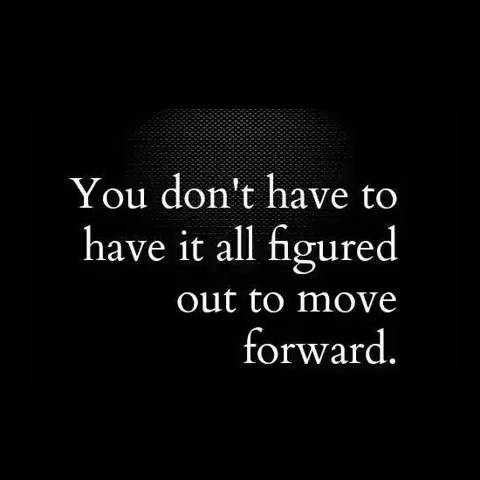 You don't have to
have it all figured
out to move
forward.